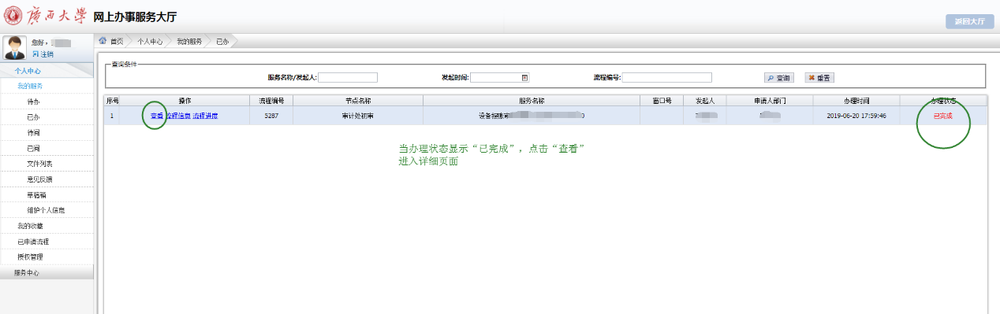 廣西大學 网上办事服务大厅
返回大厅
您好，
注销
首页 个人中心 我的服务 已办
个人中心
我的服务
待办
已办
待阅
已阅
文件列表
意见反馈
草稿箱
维护个人信息
我的收藏
已申请流程
授权管理
服务中心
查询条件
服务名称/发起人: 发起时间: 流程编号: 查询 重置
序号 操作 流程编号 节点名称 服务名称 窗口号 发起人 申请人部门 办理时间 办理状态
1 查看 流程信息 流程进度 5287 审计处初审 设备报账审 2019-06-20 17:59:46 已完成
当办理状态显示“已完成”，点击“查看”
进入详细页面